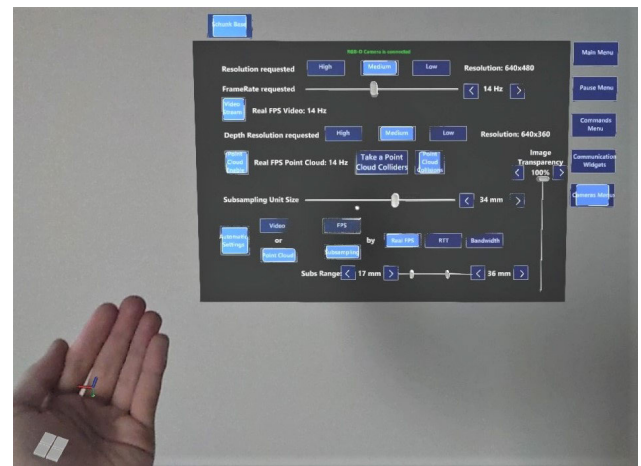 Schunk Base
RGB-D Camera is connected
Resolution requested High Medium Low Resolution: 640x480
FrameRate requested < 14 Hz >
Video Stream Real FPS Video: 14 Hz
Depth Resolution requested High Medium Low Resolution: 640x360
Point Cloud Enable Real FPS Point Cloud: 14 Hz Take a Point Cloud Colliders Point Cloud Collisions
Image Transparency
< 100% >
Subsampling Unit Size < 34 mm >
Automatic Settings Video or Point Cloud FPS Subsampling by Real FPS RTT Bandwidth
Subs Range: < 17 mm > < 36 mm >
Main Menu
Pause Menu
Commands Menu
Communication Widgets
Cameras Menu